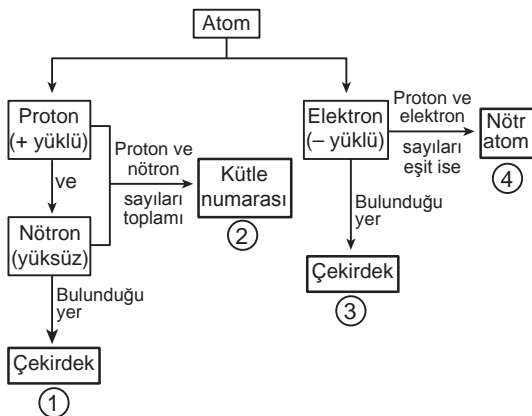 Atom
Proton
(+ yüklü)
ve
Nötron
(yüksüz)
Proton ve
nötron
sayıları
toplamı
Kütle
numarası
2
Bulunduğu
yer
Çekirdek
1
Elektron
(– yüklü)
Proton ve
elektron
sayıları
eşit ise
Nötr
atom
4
Bulunduğu
yer
Çekirdek
3